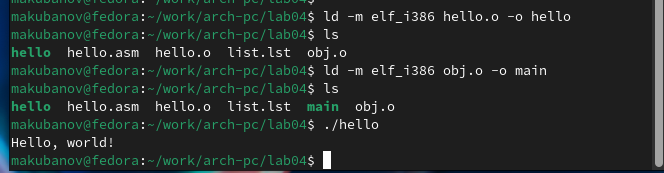 makubanov@fedora:~/work/arch-pc/lab04$ ld -m elf_i386 hello.o -o hello
makubanov@fedora:~/work/arch-pc/lab04$ ls
hello  hello.asm  hello.o  list.lst  obj.o
makubanov@fedora:~/work/arch-pc/lab04$ ld -m elf_i386 obj.o -o main
makubanov@fedora:~/work/arch-pc/lab04$ ls
hello  hello.asm  hello.o  list.lst  main  obj.o
makubanov@fedora:~/work/arch-pc/lab04$ ./hello
Hello, world!
makubanov@fedora:~/work/arch-pc/lab04$